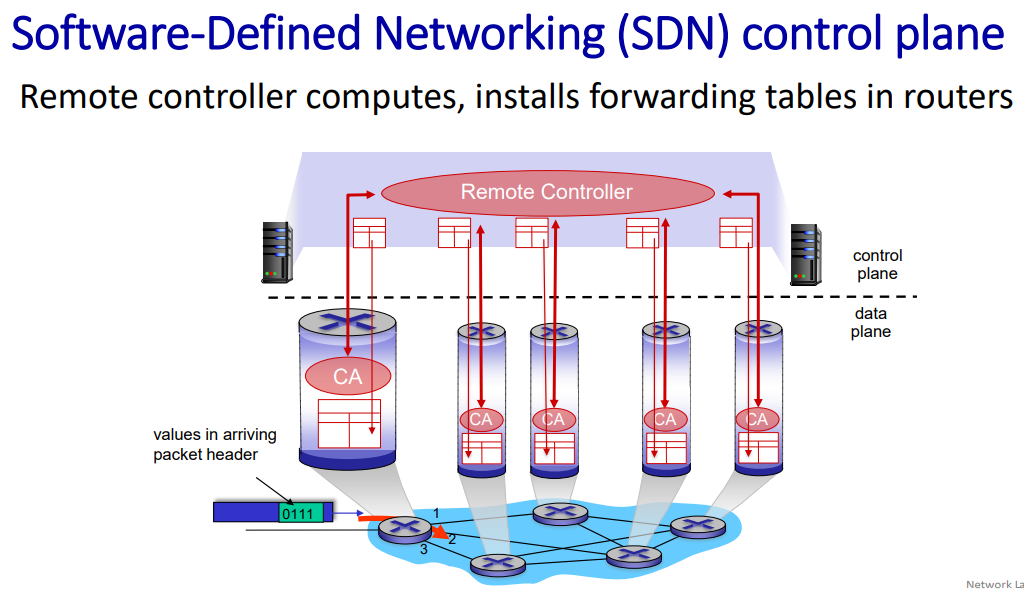 Software-Defined Networking (SDN) control plane
Remote controller computes, installs forwarding tables in routers
Remote Controller
control
plane
data
plane
CA
CA
CA
CA
CA
values in arriving
packet header
0111
1
2
3
Network La